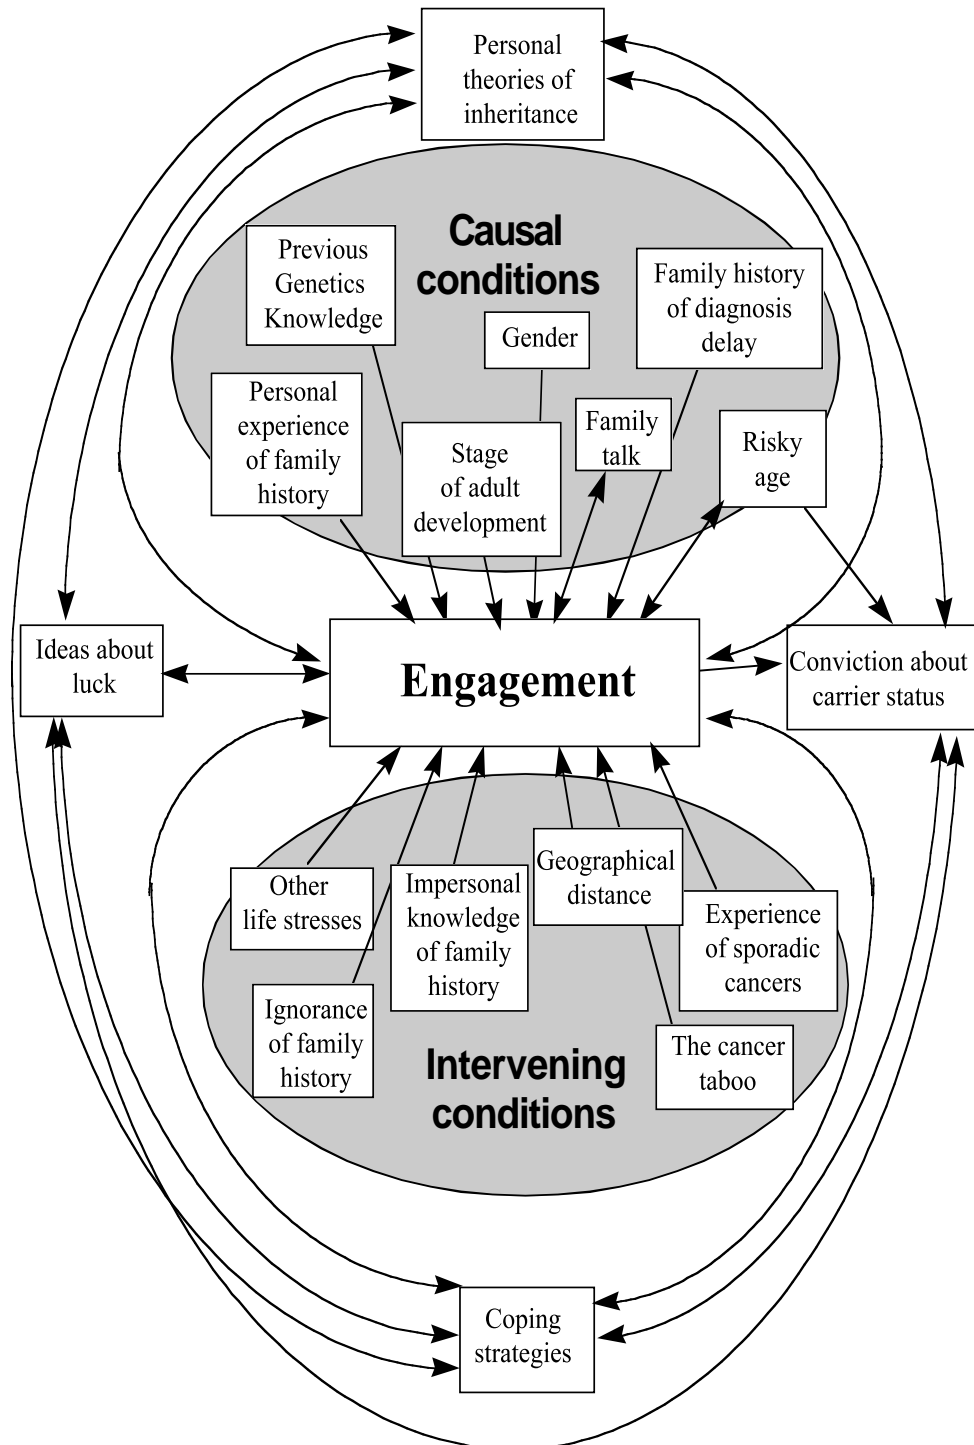 Personal
theories of
inheritance
Causal
conditions
Previous
Genetics
Knowledge
Gender
Family history
of diagnosis
delay
Personal
experience
of family
history
Stage
of adult
development
Family
talk
Risky
age
Ideas about
luck
Engagement
Conviction about
carrier status
Other
life stresses
Impersonal
knowledge
of family
history
Geographical
distance
Experience
of sporadic
cancers
Ignorance
of family
history
The cancer
taboo
Intervening
conditions
Coping
strategies